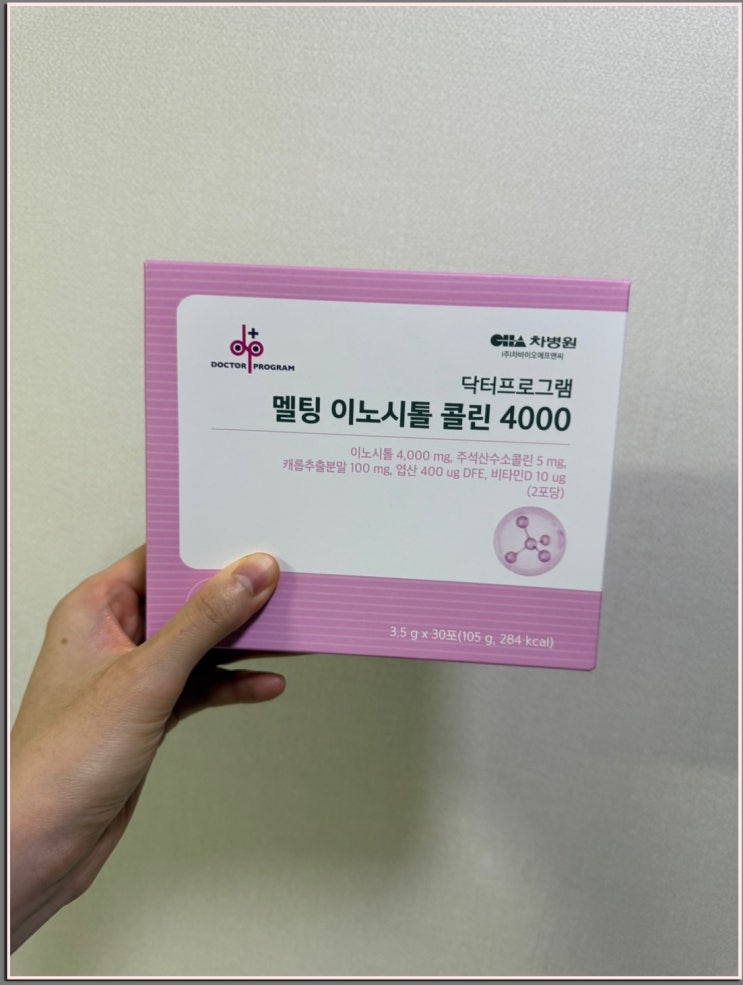 DOCTOR PROGRAM
CHA 차병원
(주)차바이오에프앤씨
닥터프로그램
멜팅 이노시톨 콜린 4000
이노시톨 4,000 mg, 주석산수소콜린 5 mg,
캐롭추출분말 100 mg, 엽산 400 ug DFE, 비타민D 10 ug
(2포당)
3.5 g x 30포(105 g, 284 kcal)